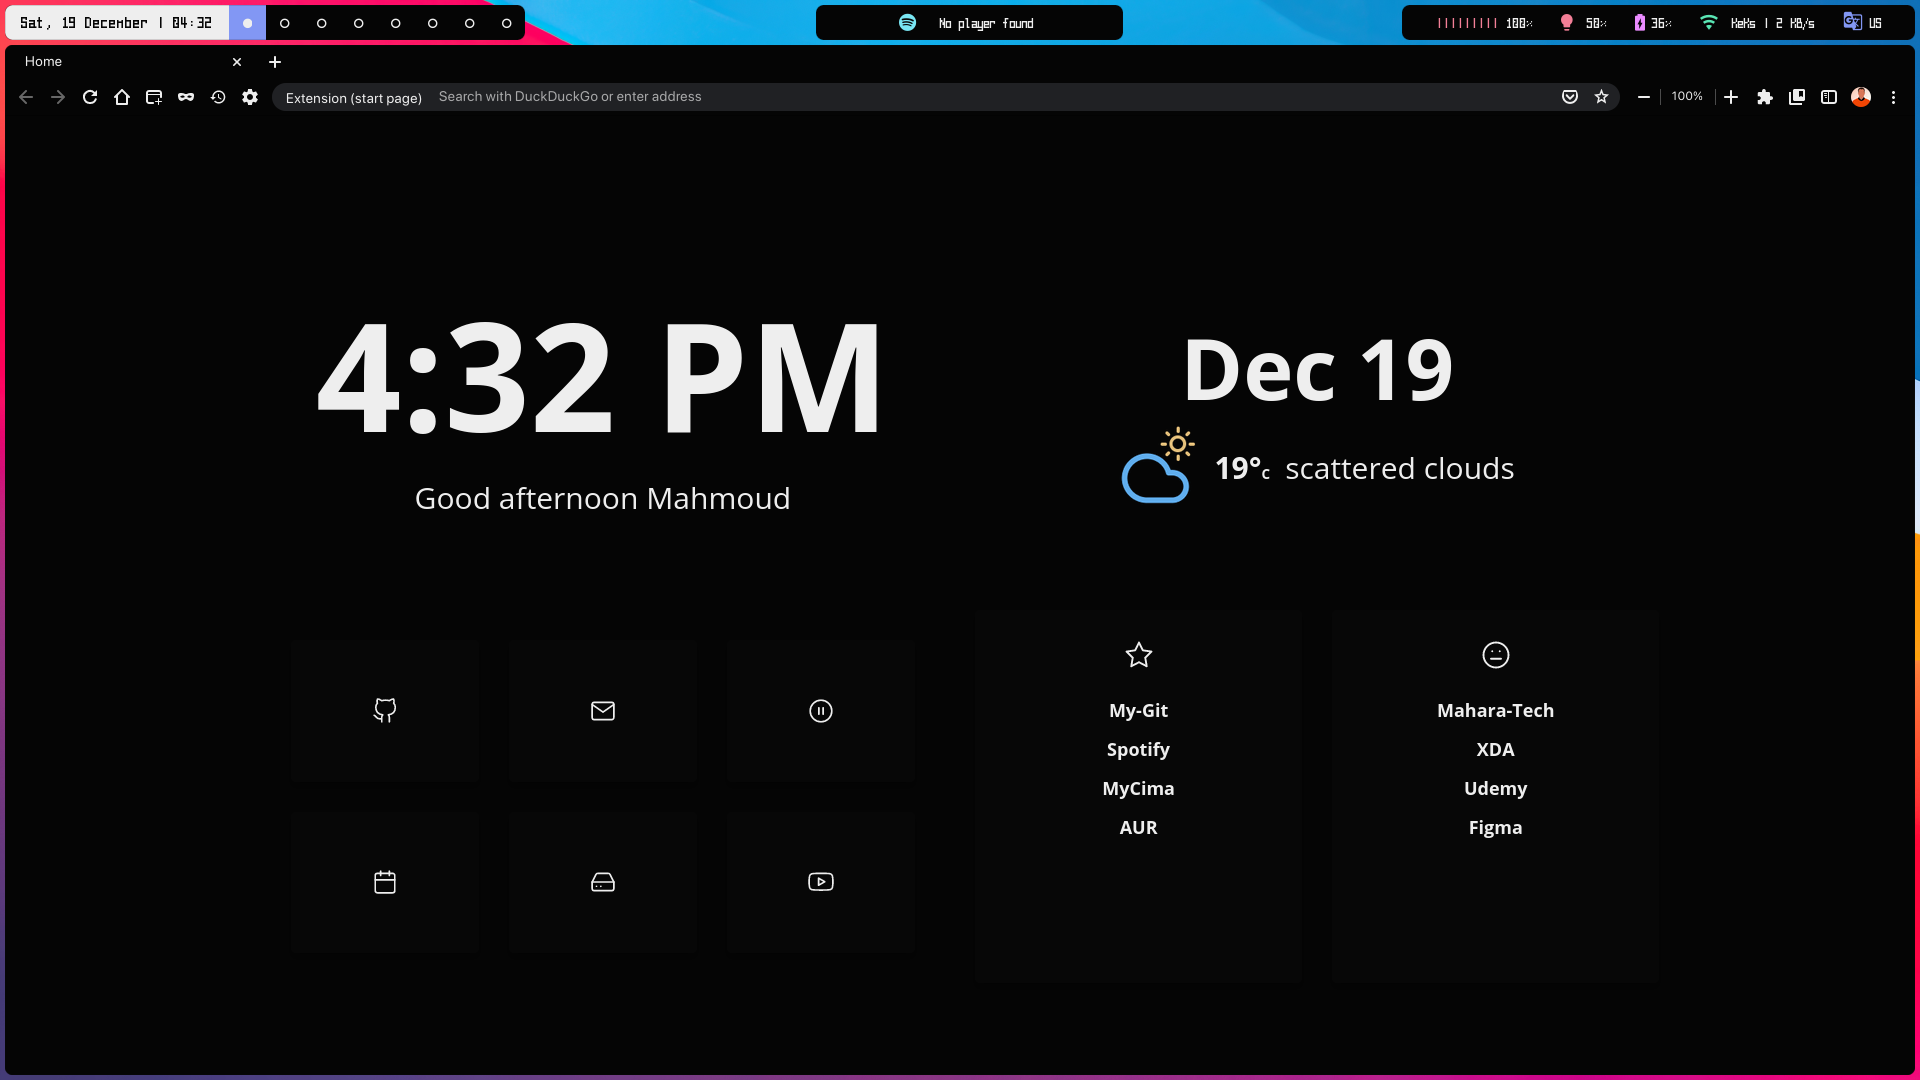 Sat, 19 December | 04:32
No player found
100%
50%
36%
KeKs | 2 KB/s
US
Home
Extension (start page)
Search with DuckDuckGo or enter address
100%
4:32 PM
Good afternoon Mahmoud
Dec 19
19°c scattered clouds
My-Git
Spotify
MyCima
AUR
Mahara-Tech
XDA
Udemy
Figma